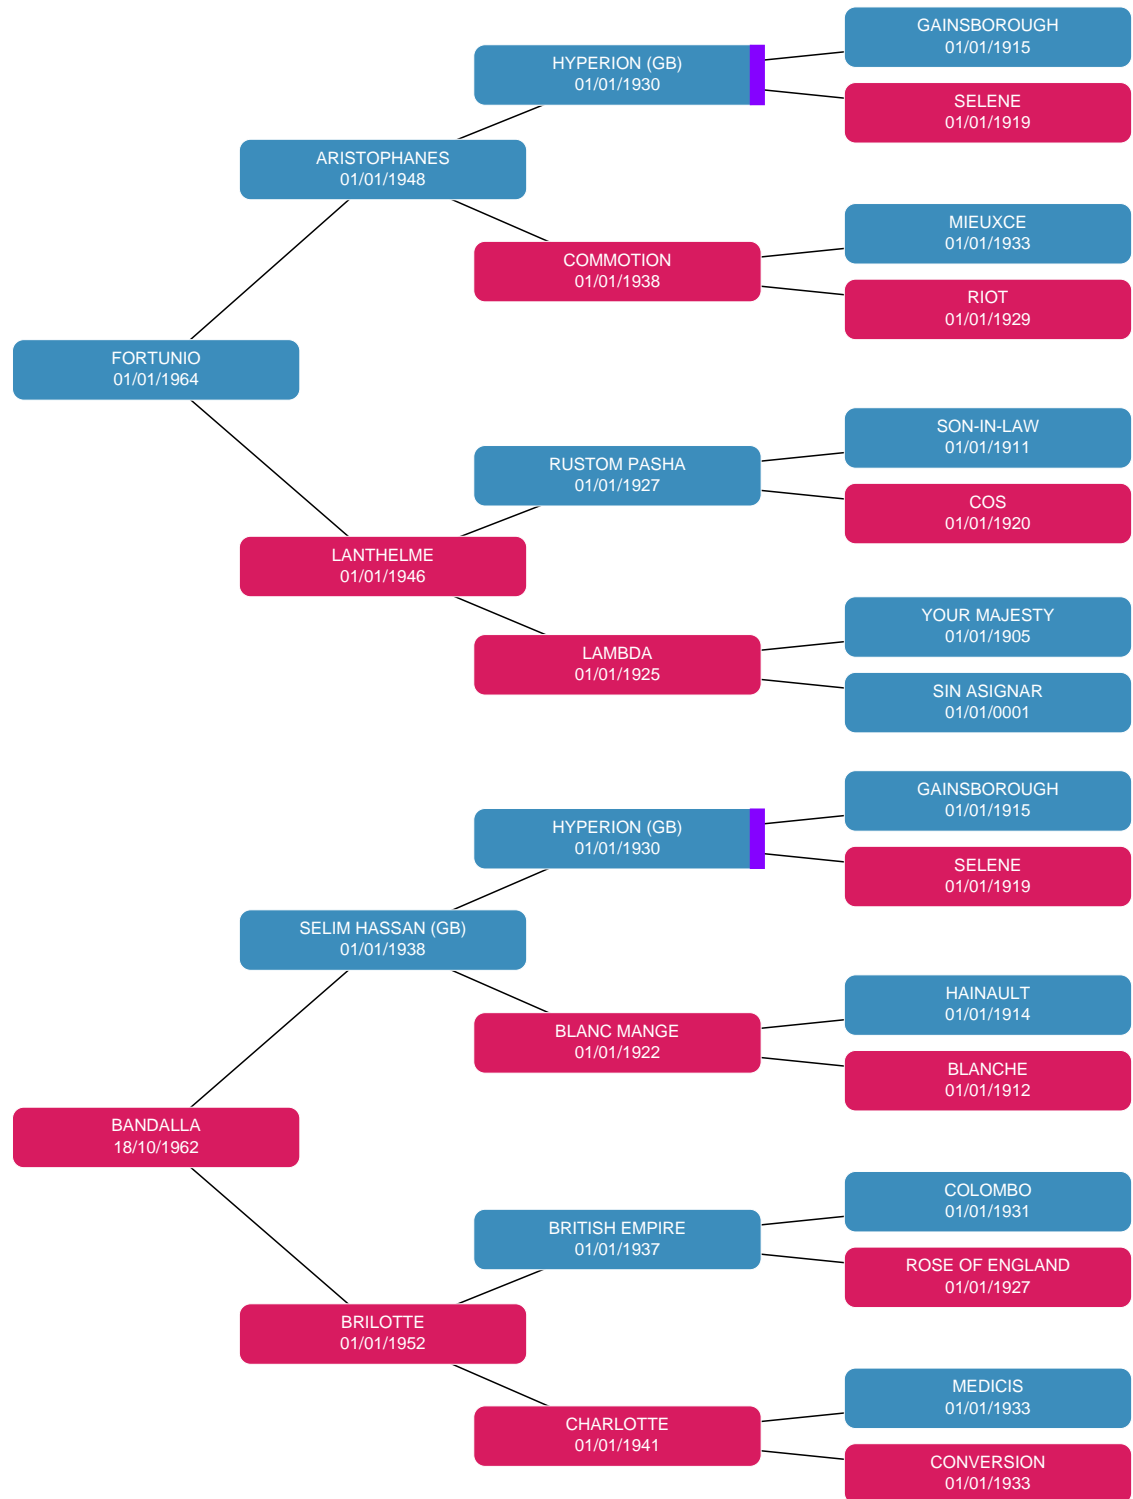 GAINSBOROUGH
01/01/1915
HYPERION (GB)
01/01/1930
SELENE
01/01/1919
ARISTOPHANES
01/01/1948
MIEUXCE
01/01/1933
COMMOTION
01/01/1938
RIOT
01/01/1929
FORTUNIO
01/01/1964
SON-IN-LAW
01/01/1911
RUSTOM PASHA
01/01/1927
COS
01/01/1920
LANTHELME
01/01/1946
YOUR MAJESTY
01/01/1905
LAMBDA
01/01/1925
SIN ASIGNAR
01/01/0001
GAINSBOROUGH
01/01/1915
HYPERION (GB)
01/01/1930
SELENE
01/01/1919
SELIM HASSAN (GB)
01/01/1938
HAINAULT
01/01/1914
BLANC MANGE
01/01/1922
BLANCHE
01/01/1912
BANDALLA
18/10/1962
COLOMBO
01/01/1931
BRITISH EMPIRE
01/01/1937
ROSE OF ENGLAND
01/01/1927
BRILOTTE
01/01/1952
MEDICIS
01/01/1933
CHARLOTTE
01/01/1941
CONVERSION
01/01/1933